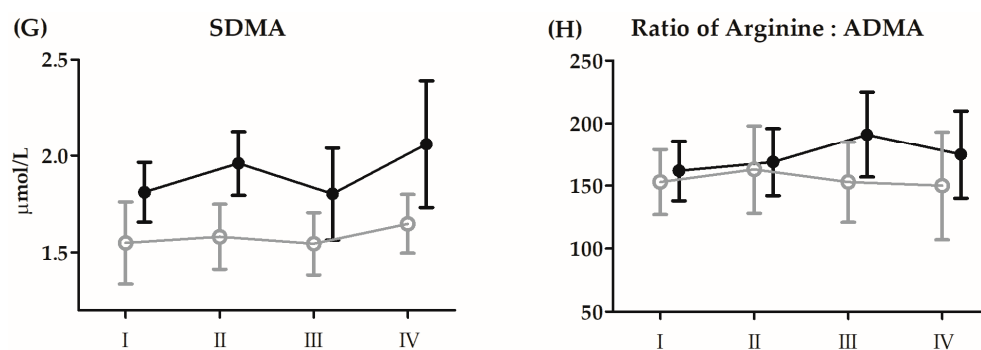 (G)
SDMA
2.5
2.0
1.5
μmol/L
I II III IV
(H)
Ratio of Arginine : ADMA
250
200
150
100
50
I II III IV